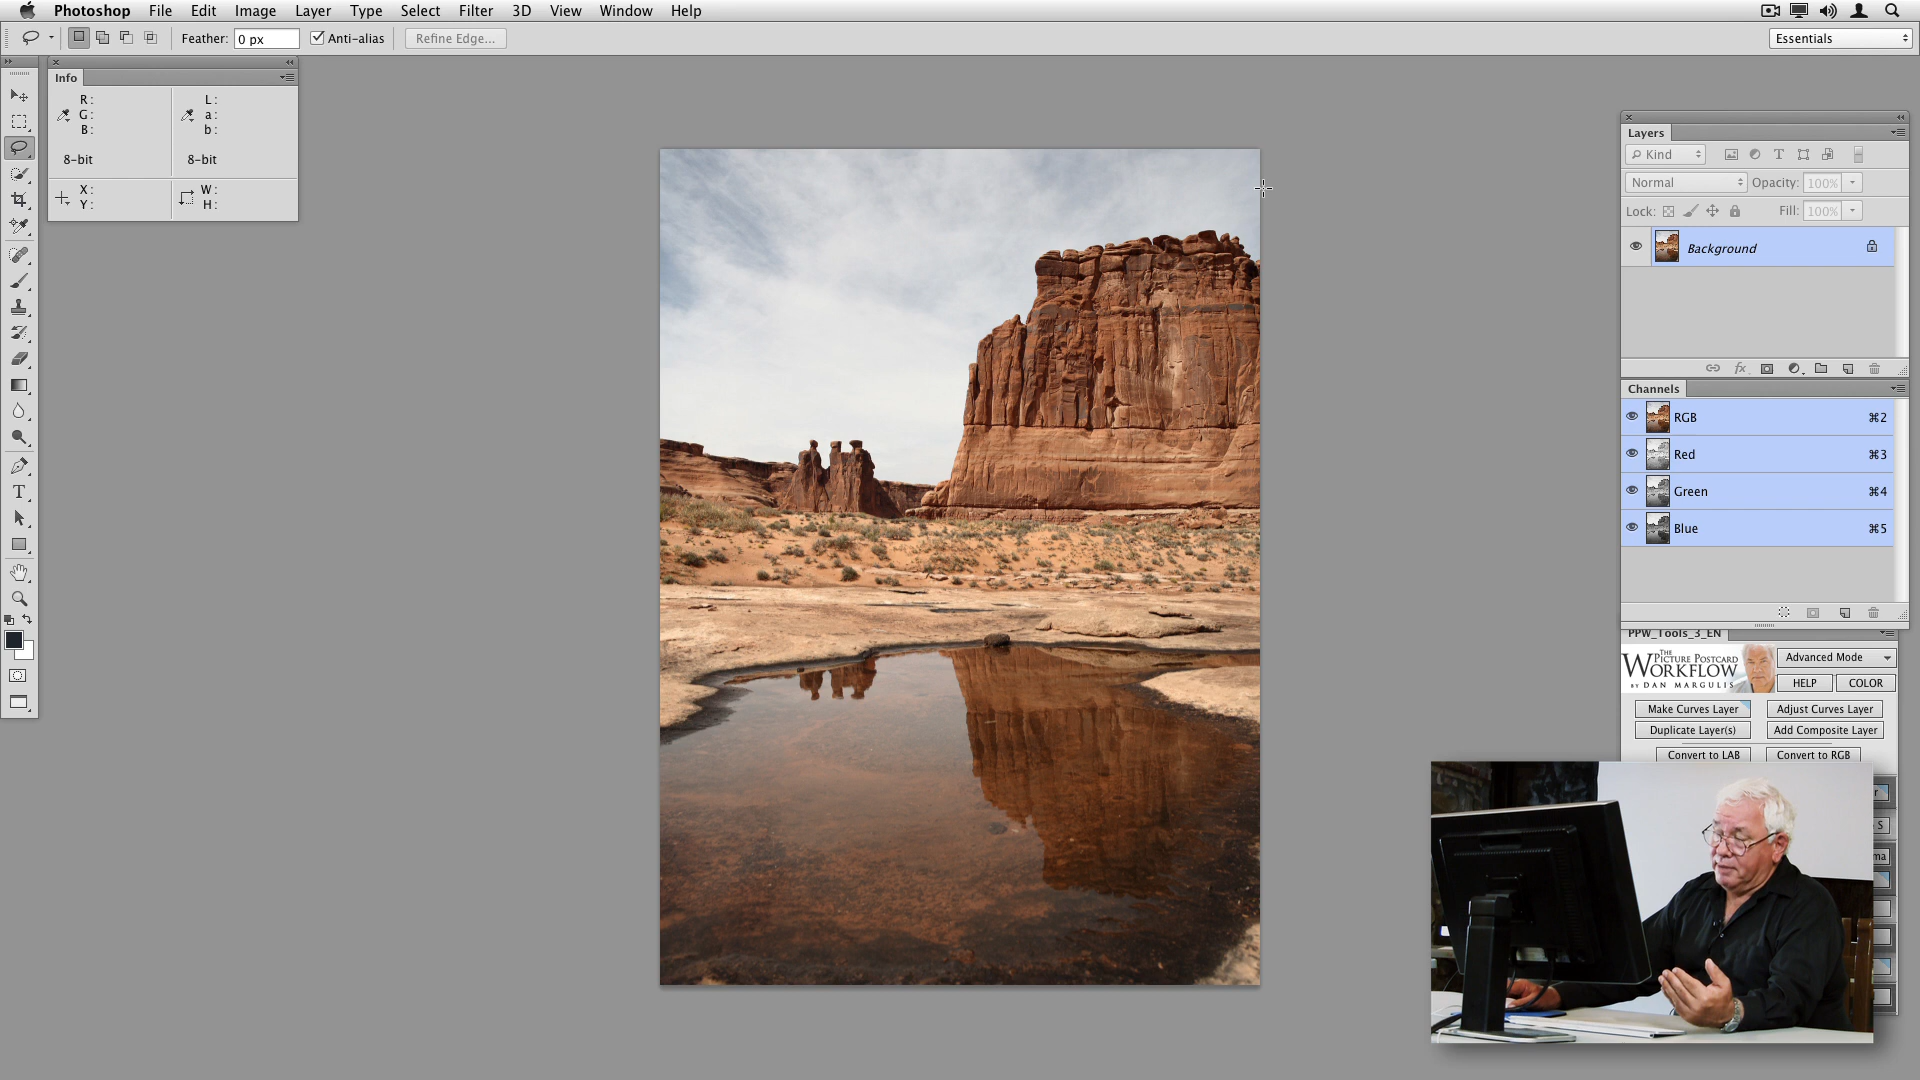 Photoshop File Edit Image Layer Type Select Filter 3D View Window Help
Feather: 0 px Anti-alias Refine Edge... Essentials
Info
R: L:
G: a:
B: b:
8-bit 8-bit
X: W:
Y: H:
Layers
Kind
Normal Opacity: 100%
Lock: Fill: 100%
Background
fx
Channels
RGB ⌘2
Red ⌘3
Green ⌘4
Blue ⌘5
PPW_Tools_3_EN
THE PICTURE POSTCARD
WORKFLOW
BY DAN MARGULIS
Advanced Mode
HELP COLOR
Make Curves Layer Adjust Curves Layer
Duplicate Layer(s) Add Composite Layer
Convert to LAB Convert to RGB
r
S
ma